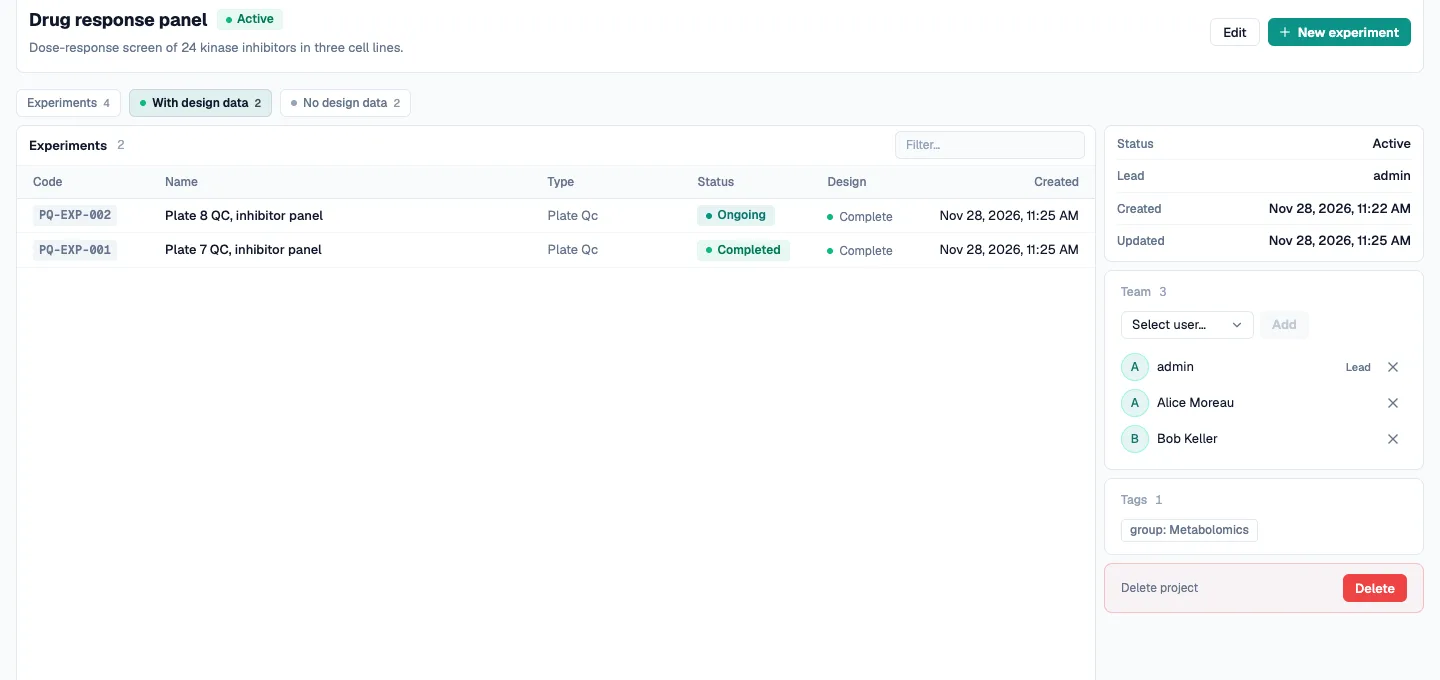 Drug response panel Active
Dose-response screen of 24 kinase inhibitors in three cell lines.
Edit + New experiment
Experiments 4 With design data 2 No design data 2
Experiments 2 Filter...
Code Name Type Status Design Created
PQ-EXP-002 Plate 8 QC, inhibitor panel Plate Qc Ongoing Complete Nov 28, 2026, 11:25 AM
PQ-EXP-001 Plate 7 QC, inhibitor panel Plate Qc Completed Complete Nov 28, 2026, 11:25 AM
Status Active
Lead admin
Created Nov 28, 2026, 11:22 AM
Updated Nov 28, 2026, 11:25 AM
Team 3
Select user... Add
A admin Lead
A Alice Moreau
B Bob Keller
Tags 1
group: Metabolomics
Delete project Delete